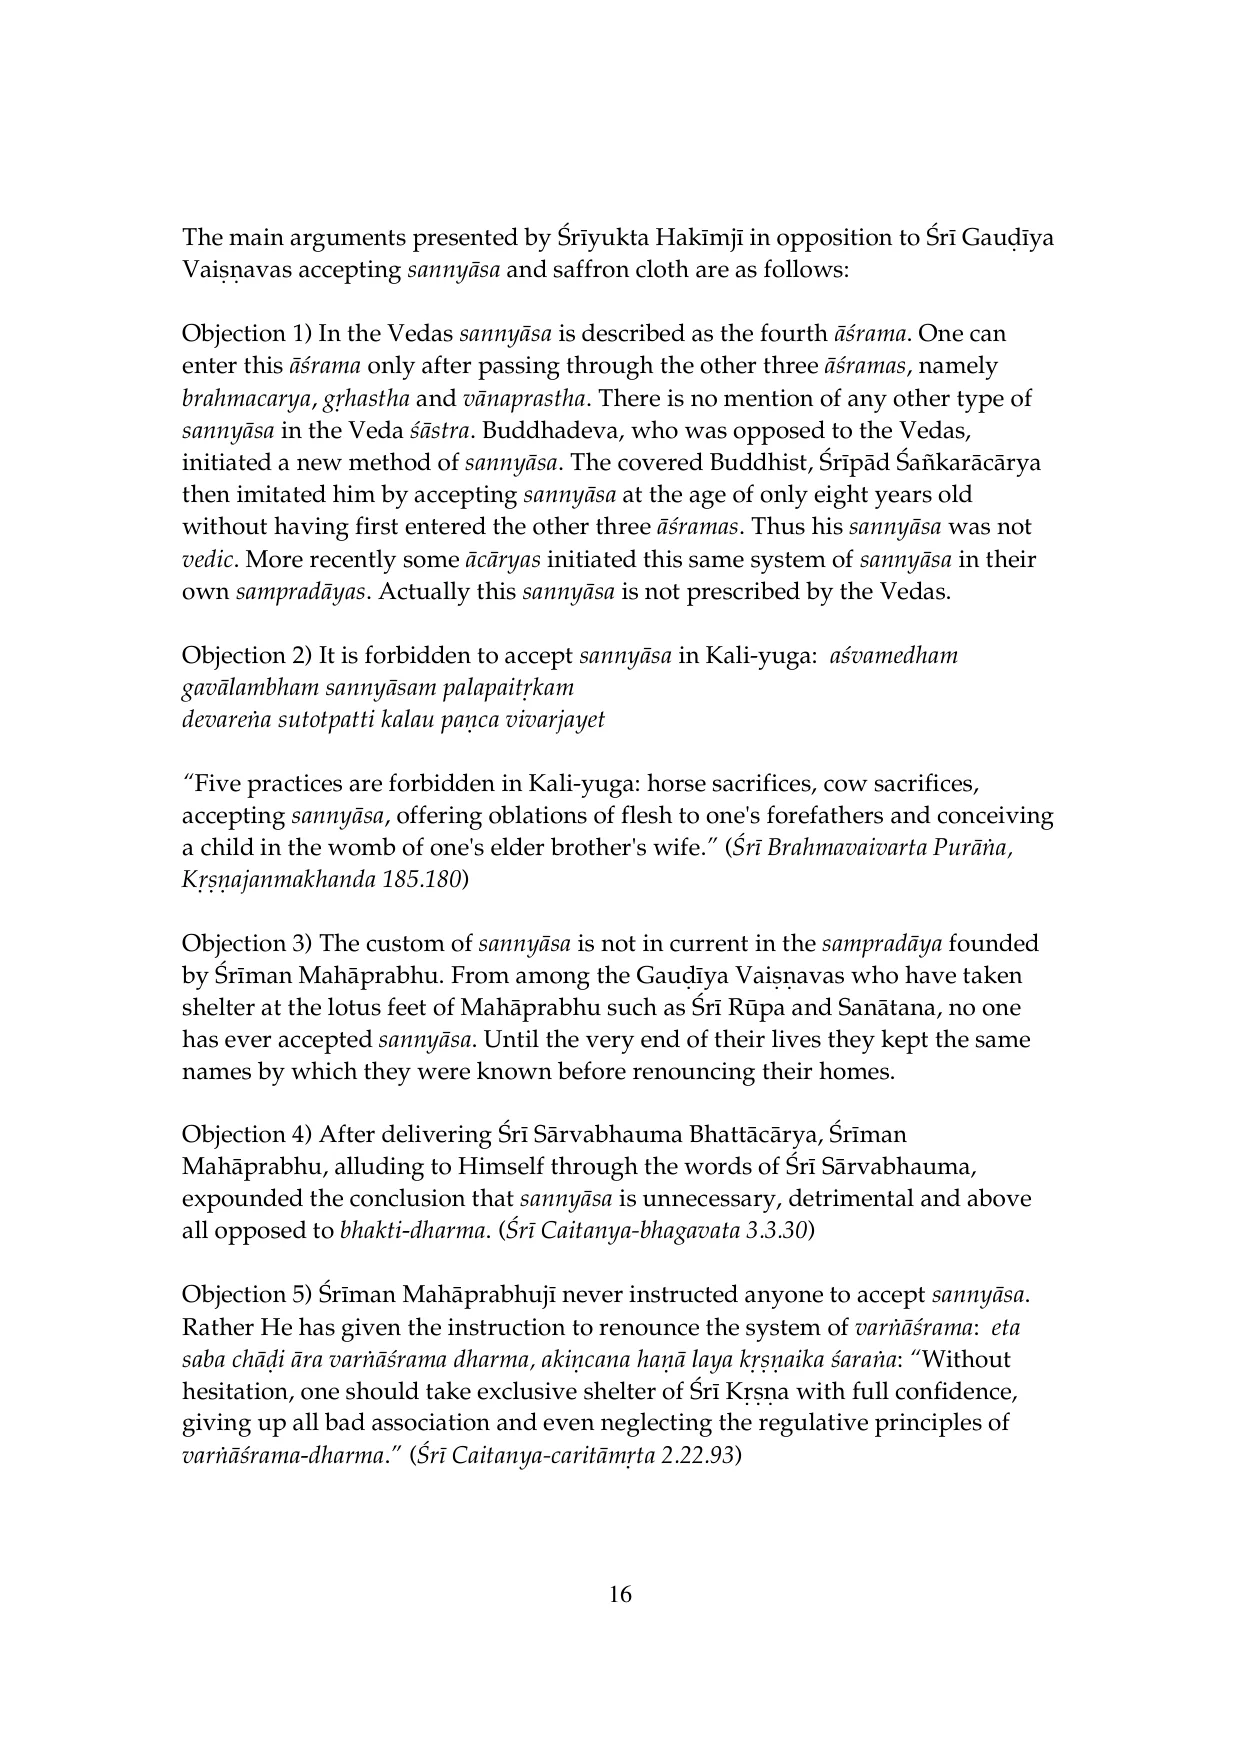 The main arguments presented by Śrīyukta Hakīmjī in opposition to Śrī Gauḍīya
Vaiṣṇavas accepting sannyāsa and saffron cloth are as follows:
Objection 1) In the Vedas sannyāsa is described as the fourth āśrama. One can
enter this āśrama only after passing through the other three āśramas, namely
brahmacarya, gṛhastha and vānaprastha. There is no mention of any other type of
sannyāsa in the Veda śāstra. Buddhadeva, who was opposed to the Vedas,
initiated a new method of sannyāsa. The covered Buddhist, Śrīpād Śañkarācārya
then imitated him by accepting sannyāsa at the age of only eight years old
without having first entered the other three āśramas. Thus his sannyāsa was not
vedic. More recently some ācāryas initiated this same system of sannyāsa in their
own sampradāyas. Actually this sannyāsa is not prescribed by the Vedas.
Objection 2) It is forbidden to accept sannyāsa in Kali-yuga:  aśvamedham
gavālambham sannyāsam palapaitṛkam
devareṅa sutotpatti kalau paṇca vivarjayet
“Five practices are forbidden in Kali-yuga: horse sacrifices, cow sacrifices,
accepting sannyāsa, offering oblations of flesh to one's forefathers and conceiving
a child in the womb of one's elder brother's wife.” (Śrī Brahmavaivarta Purāṅa,
Kṛṣṇajanmakhanda 185.180)
Objection 3) The custom of sannyāsa is not in current in the sampradāya founded
by Śrīman Mahāprabhu. From among the Gauḍīya Vaiṣṇavas who have taken
shelter at the lotus feet of Mahāprabhu such as Śrī Rūpa and Sanātana, no one
has ever accepted sannyāsa. Until the very end of their lives they kept the same
names by which they were known before renouncing their homes.
Objection 4) After delivering Śrī Sārvabhauma Bhattācārya, Śrīman
Mahāprabhu, alluding to Himself through the words of Śrī Sārvabhauma,
expounded the conclusion that sannyāsa is unnecessary, detrimental and above
all opposed to bhakti-dharma. (Śrī Caitanya-bhagavata 3.3.30)
Objection 5) Śrīman Mahāprabhujī never instructed anyone to accept sannyāsa.
Rather He has given the instruction to renounce the system of varṅāśrama:  eta
saba chāḍi āra varṅāśrama dharma, akiṇcana haṇā laya kṛṣṇaika śaraṅa: “Without
hesitation, one should take exclusive shelter of Śrī Kṛṣṇa with full confidence,
giving up all bad association and even neglecting the regulative principles of
varṅāśrama-dharma.” (Śrī Caitanya-caritāmṛta 2.22.93)
16